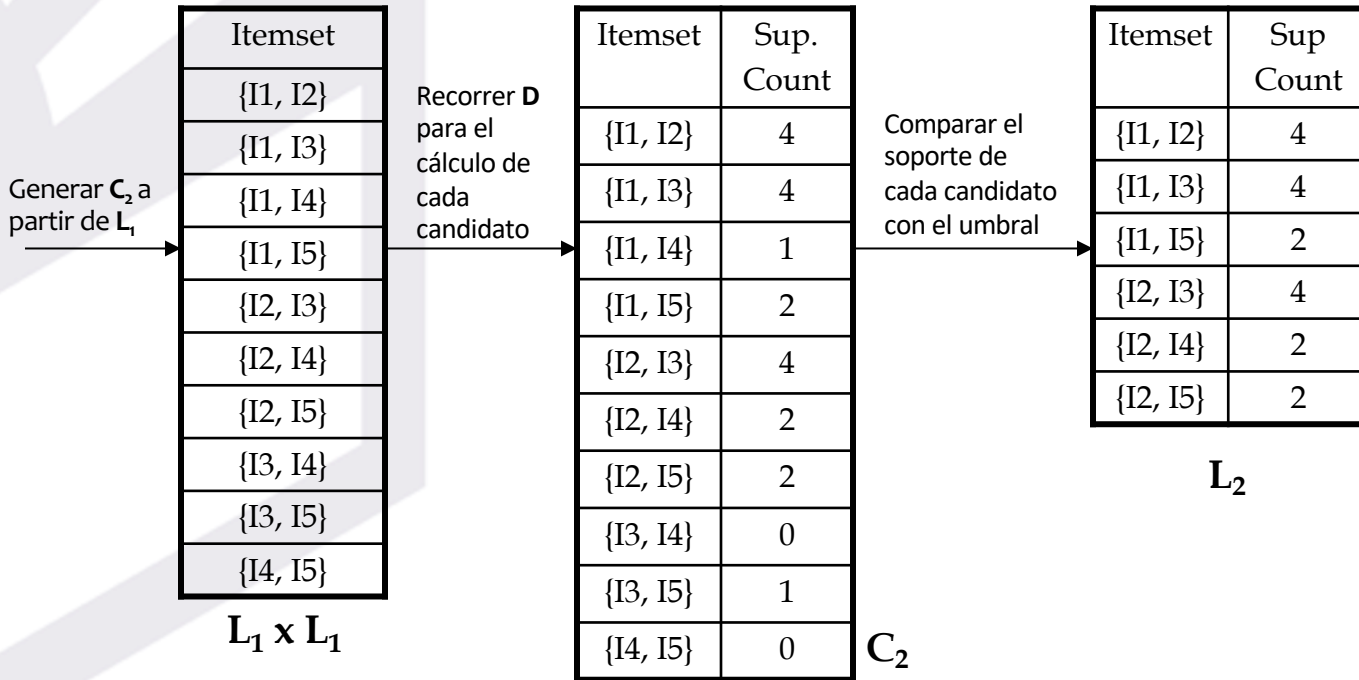 Generar C₂ a
partir de L₁
Itemset
{I1, I2}
{I1, I3}
{I1, I4}
{I1, I5}
{I2, I3}
{I2, I4}
{I2, I5}
{I3, I4}
{I3, I5}
{I4, I5}
L₁ x L₁
Recorrer D
para el
cálculo de
cada
candidato
Itemset Sup.
Count
{I1, I2} 4
{I1, I3} 4
{I1, I4} 1
{I1, I5} 2
{I2, I3} 4
{I2, I4} 2
{I2, I5} 2
{I3, I4} 0
{I3, I5} 1
{I4, I5} 0
C₂
Comparar el
soporte de
cada candidato
con el umbral
Itemset Sup
Count
{I1, I2} 4
{I1, I3} 4
{I1, I5} 2
{I2, I3} 4
{I2, I4} 2
{I2, I5} 2
L₂